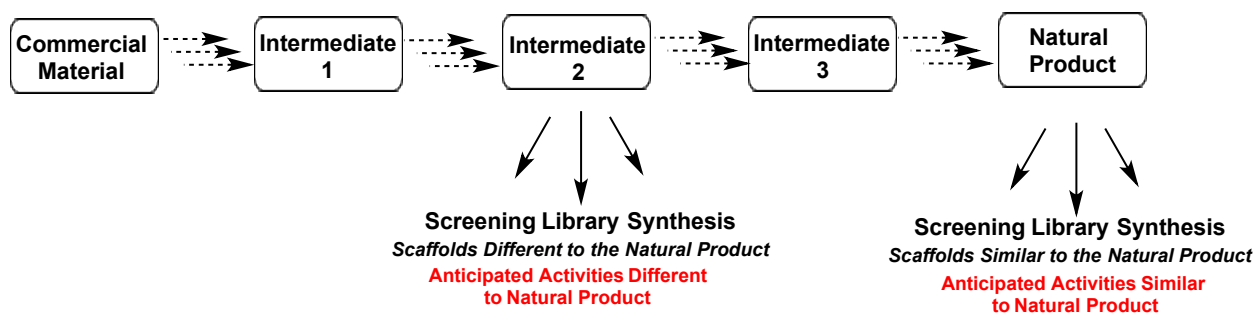 Commercial
Material
Intermediate
1
Intermediate
2
Intermediate
3
Natural
Product
Screening Library Synthesis
Scaffolds Different to the Natural Product
Anticipated Activities Different
to Natural Product
Screening Library Synthesis
Scaffolds Similar to the Natural Product
Anticipated Activities Similar
to Natural Product